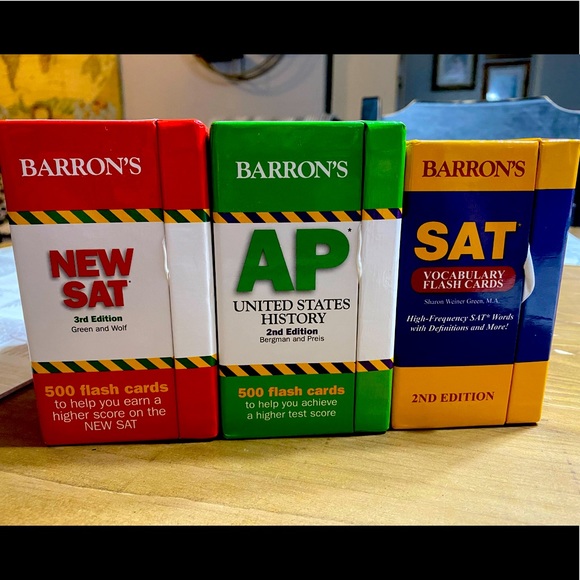 BARRON'S
NEW
SAT*
3rd Edition
Green and Wolf
500 flash cards
to help you earn a
higher score on the
NEW SAT
BARRON'S
AP*
UNITED STATES
HISTORY
2nd Edition
Bergman and Preis
500 flash cards
to help you achieve
a higher test score
BARRON'S
SAT*
VOCABULARY
FLASH CARDS
Sharon Weiner Green, M.A.
High-Frequency SAT* Words
with Definitions and More!
2ND EDITION